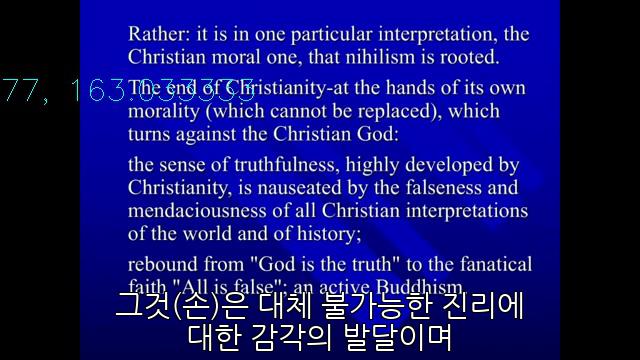 Rather: it is in one particular interpretation, the
Christian moral one, that nihilism is rooted.
77, 163.033333
The end of Christianity-at the hands of its own
morality (which cannot be replaced), which
turns against the Christian God:
the sense of truthfulness, highly developed by
Christianity, is nauseated by the falseness and
mendaciousness of all Christian interpretations
of the world and of history;
rebound from "God is the truth" to the fanatical
faith "All is false"; an active Buddhism
그것(손)은 대체 불가능한 진리에
대한 감각의 발달이며